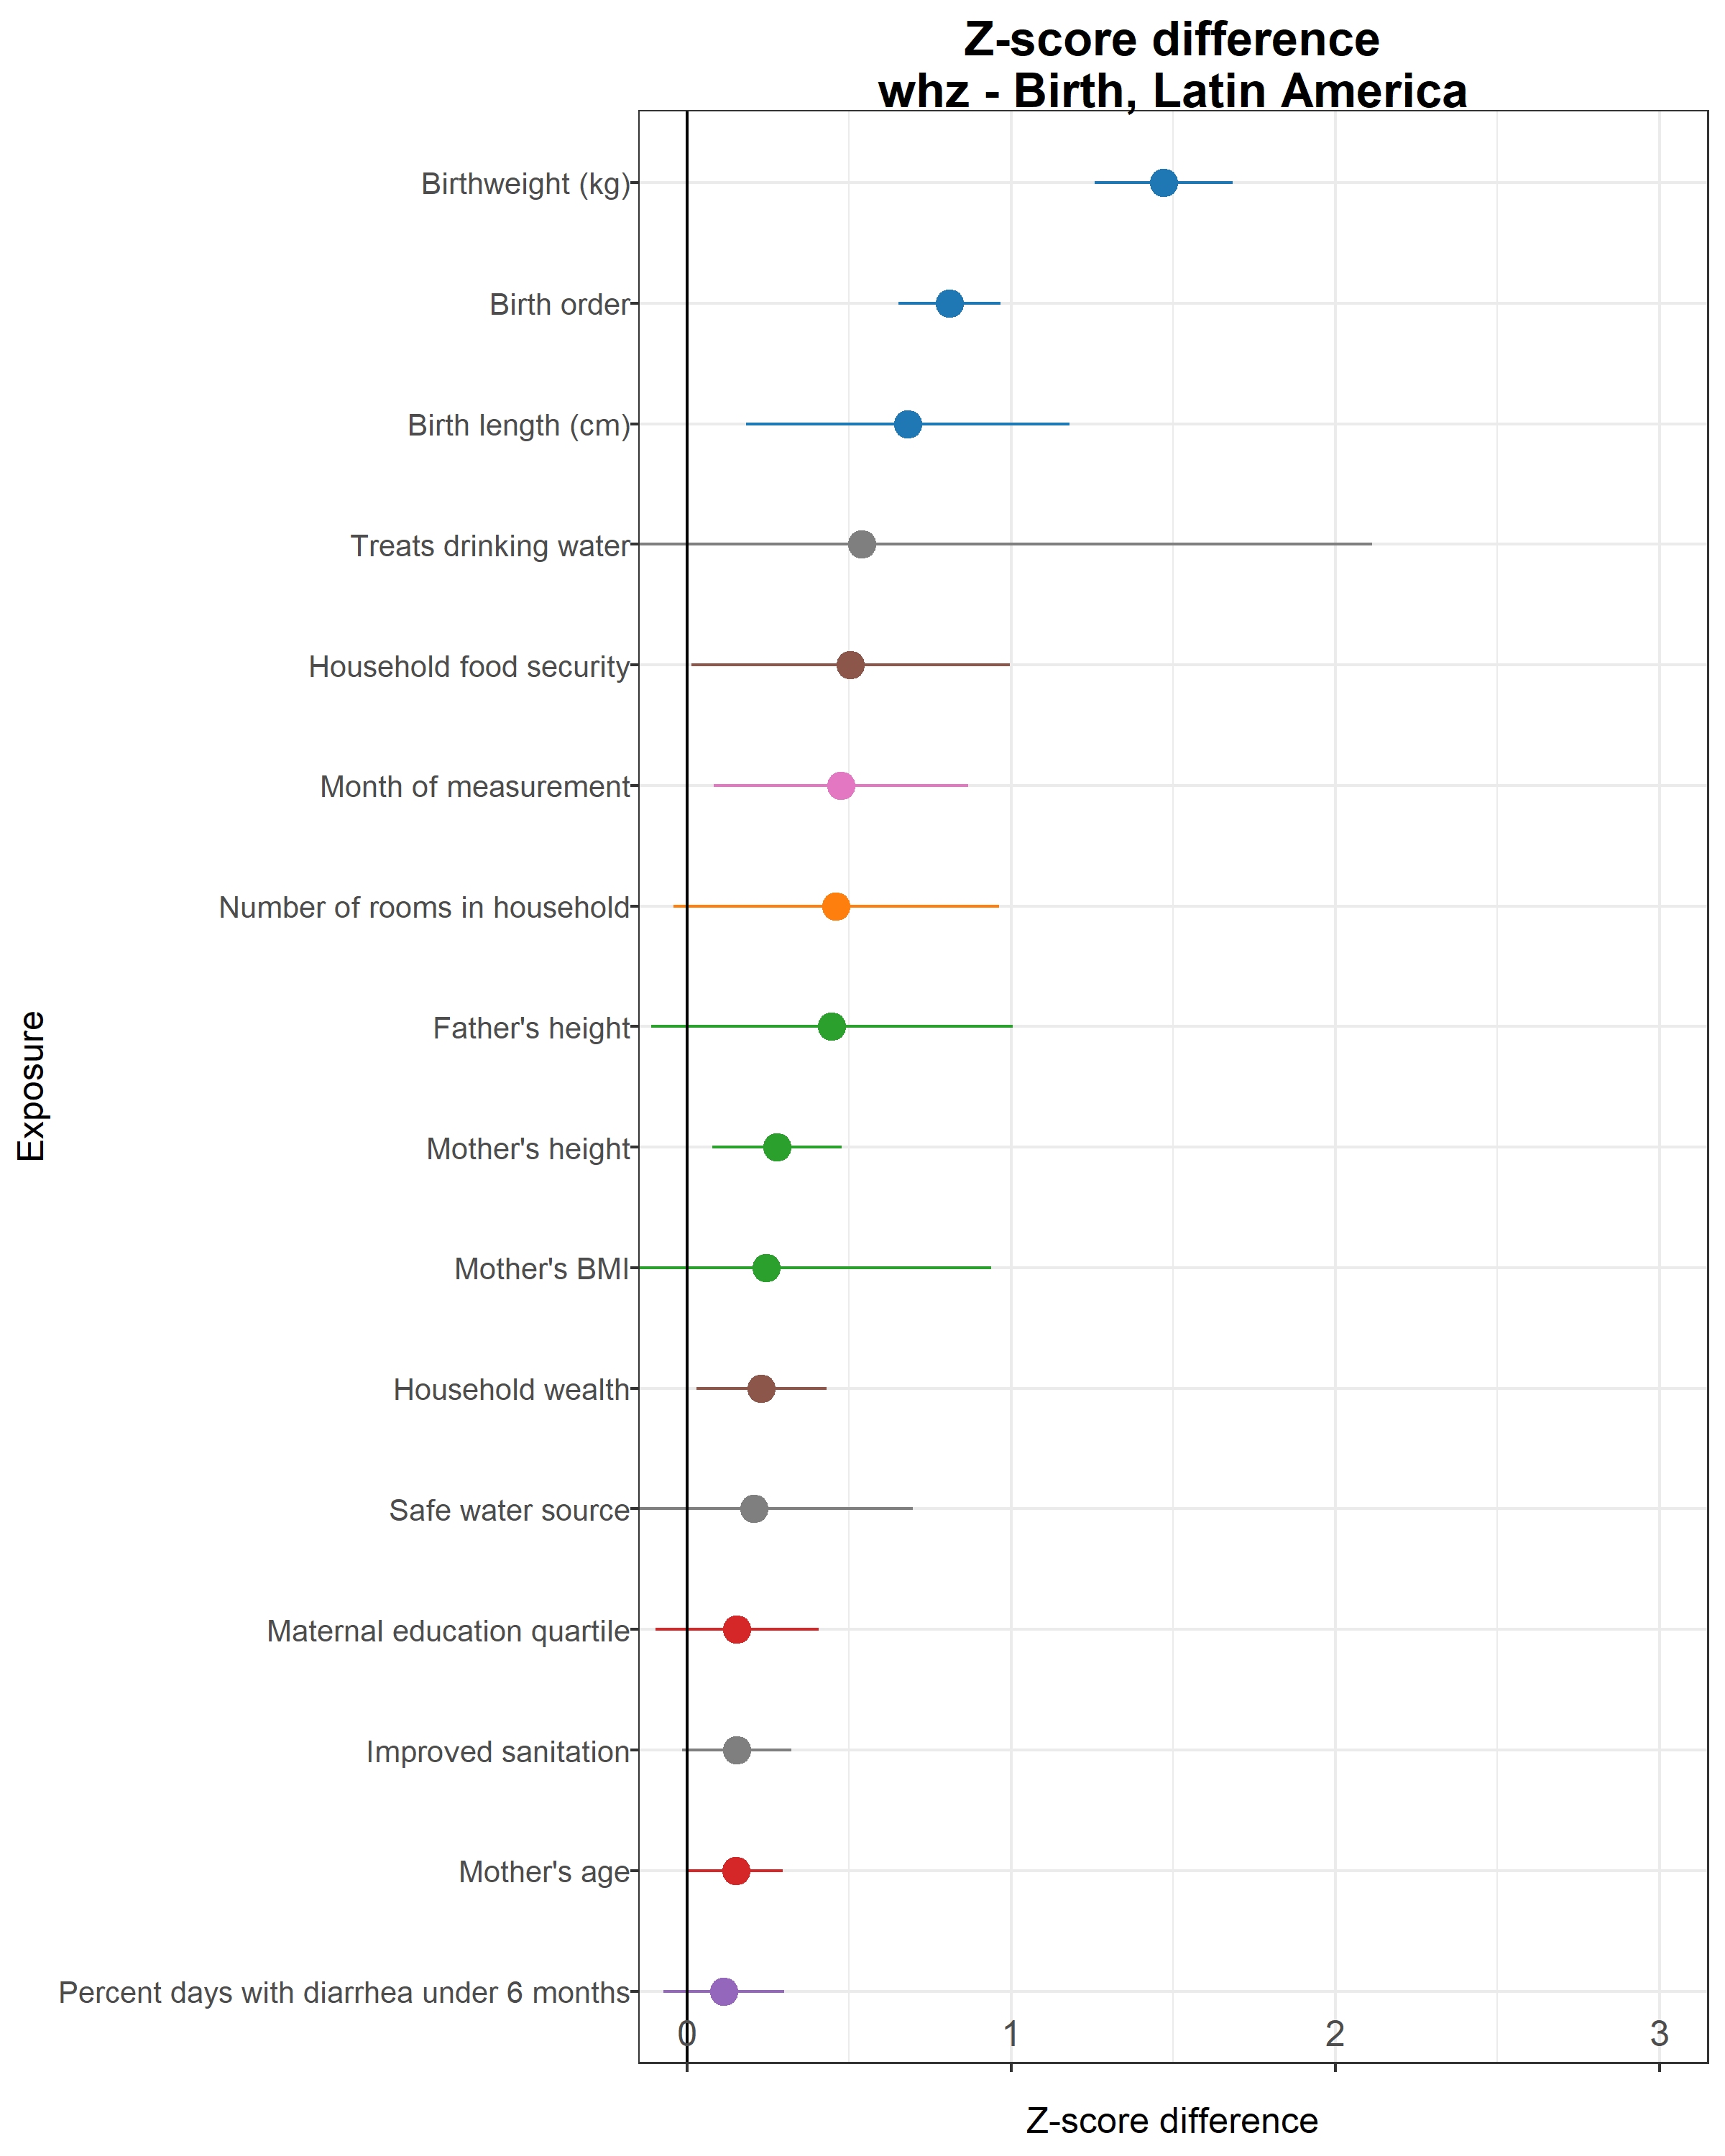 Z-score difference
whz - Birth, Latin America
Birthweight (kg)
Birth order
Birth length (cm)
Treats drinking water
Household food security
Month of measurement
Number of rooms in household
Father's height
Mother's height
Mother's BMI
Household wealth
Safe water source
Maternal education quartile
Improved sanitation
Mother's age
Percent days with diarrhea under 6 months
Exposure
0 1 2 3
Z-score difference